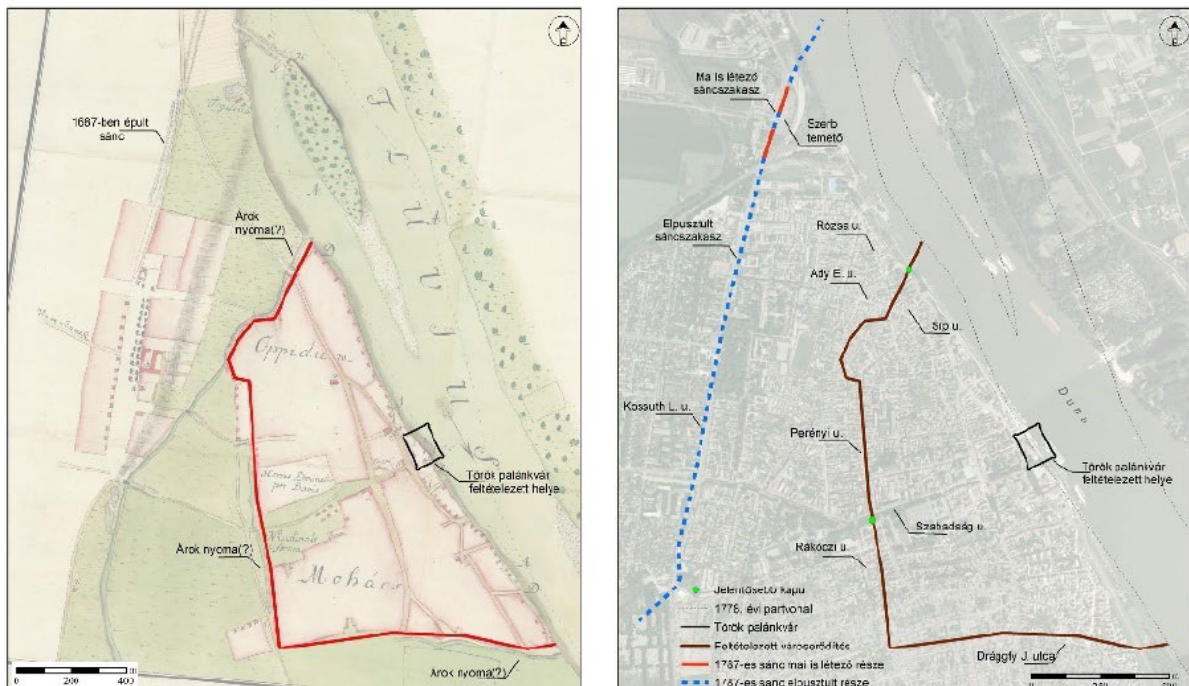 1687-ben épült
sánc
Árok
nyoma(?)
Oppidum
Árok nyoma(?)
Mohács
Török palánkvár
feltételezett helye
Árok nyoma(?)
0 200 400 m
Ma is létező
sáncszakasz
Szerb
temető
Elpusztult
sáncszakasz
Rózsa u.
Ady E. u.
Síp u.
Duna
Kossuth L. u.
Perényi u.
Török palánkvár
feltételezett helye
Szabadság u.
Rákóczi u.
Jelentősebb kapu
1778. évi partvonal
Török palánkvár
Feltételezett városerődítés
1787-es sánc mai is létező része
1787-es sánc elpusztult része
Drággfy J. utca